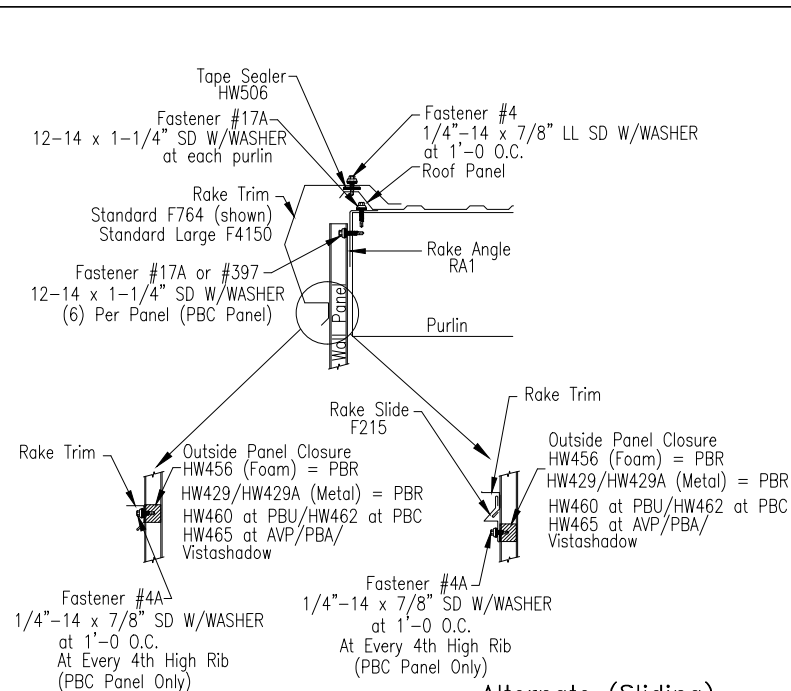 Tape Sealer
HW506
Fastener #17A
12-14 x 1-1/4" SD W/WASHER
at each purlin
Fastener #4
1/4"-14 x 7/8" LL SD W/WASHER
at 1'-0 O.C.
Roof Panel
Rake Trim
Standard F764 (shown)
Standard Large F4150
Rake Angle
RA1
Fastener #17A or #397
12-14 x 1-1/4" SD W/WASHER
(6) Per Panel (PBC Panel)
Wall Panel
Purlin
Rake Trim
Outside Panel Closure
HW456 (Foam) = PBR
HW429/HW429A (Metal) = PBR
HW460 at PBU/HW462 at PBC
HW465 at AVP/PBA/
Vistashadow
Fastener #4A
1/4"-14 x 7/8" SD W/WASHER
at 1'-0 O.C.
At Every 4th High Rib
(PBC Panel Only)
Rake Slide
F215
Rake Trim
Outside Panel Closure
HW456 (Foam) = PBR
HW429/HW429A (Metal) = PBR
HW460 at PBU/HW462 at PBC
HW465 at AVP/PBA/
Vistashadow
Fastener #4A
1/4"-14 x 7/8" SD W/WASHER
at 1'-0 O.C.
At Every 4th High Rib
(PBC Panel Only)
Alternate (Sliding)